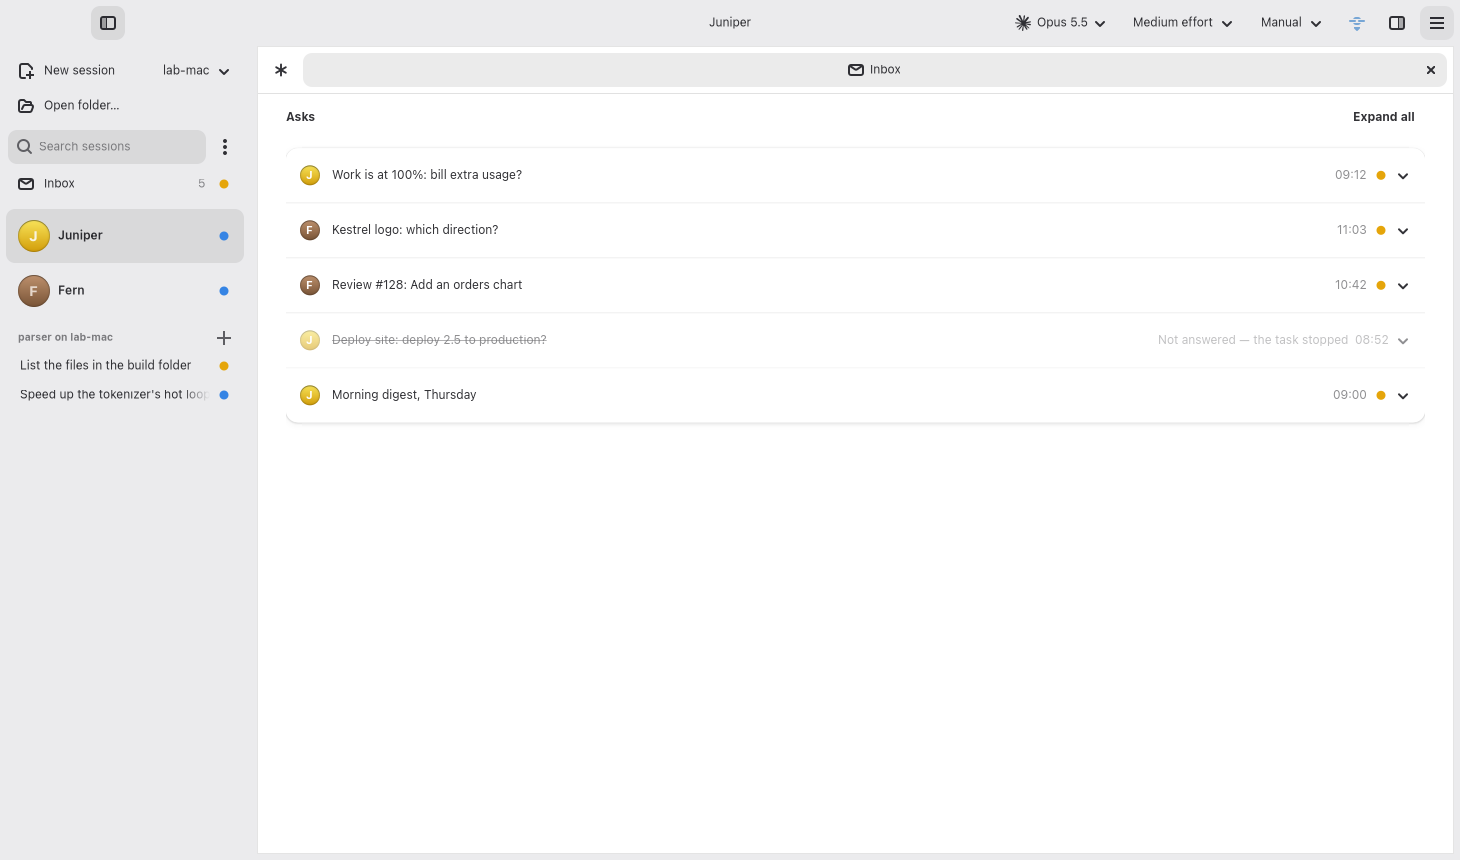 Juniper
Opus 5.5
Medium effort
Manual
New session
lab-mac
Open folder...
Search sessions
Inbox
5
J
Juniper
F
Fern
parser on lab-mac
List the files in the build folder
Speed up the tokenizer's hot loop
Inbox
Asks
Expand all
J
Work is at 100%: bill extra usage?
09:12
F
Kestrel logo: which direction?
11:03
F
Review #128: Add an orders chart
10:42
J
Deploy site: deploy 2.5 to production?
Not answered — the task stopped 08:52
J
Morning digest, Thursday
09:00